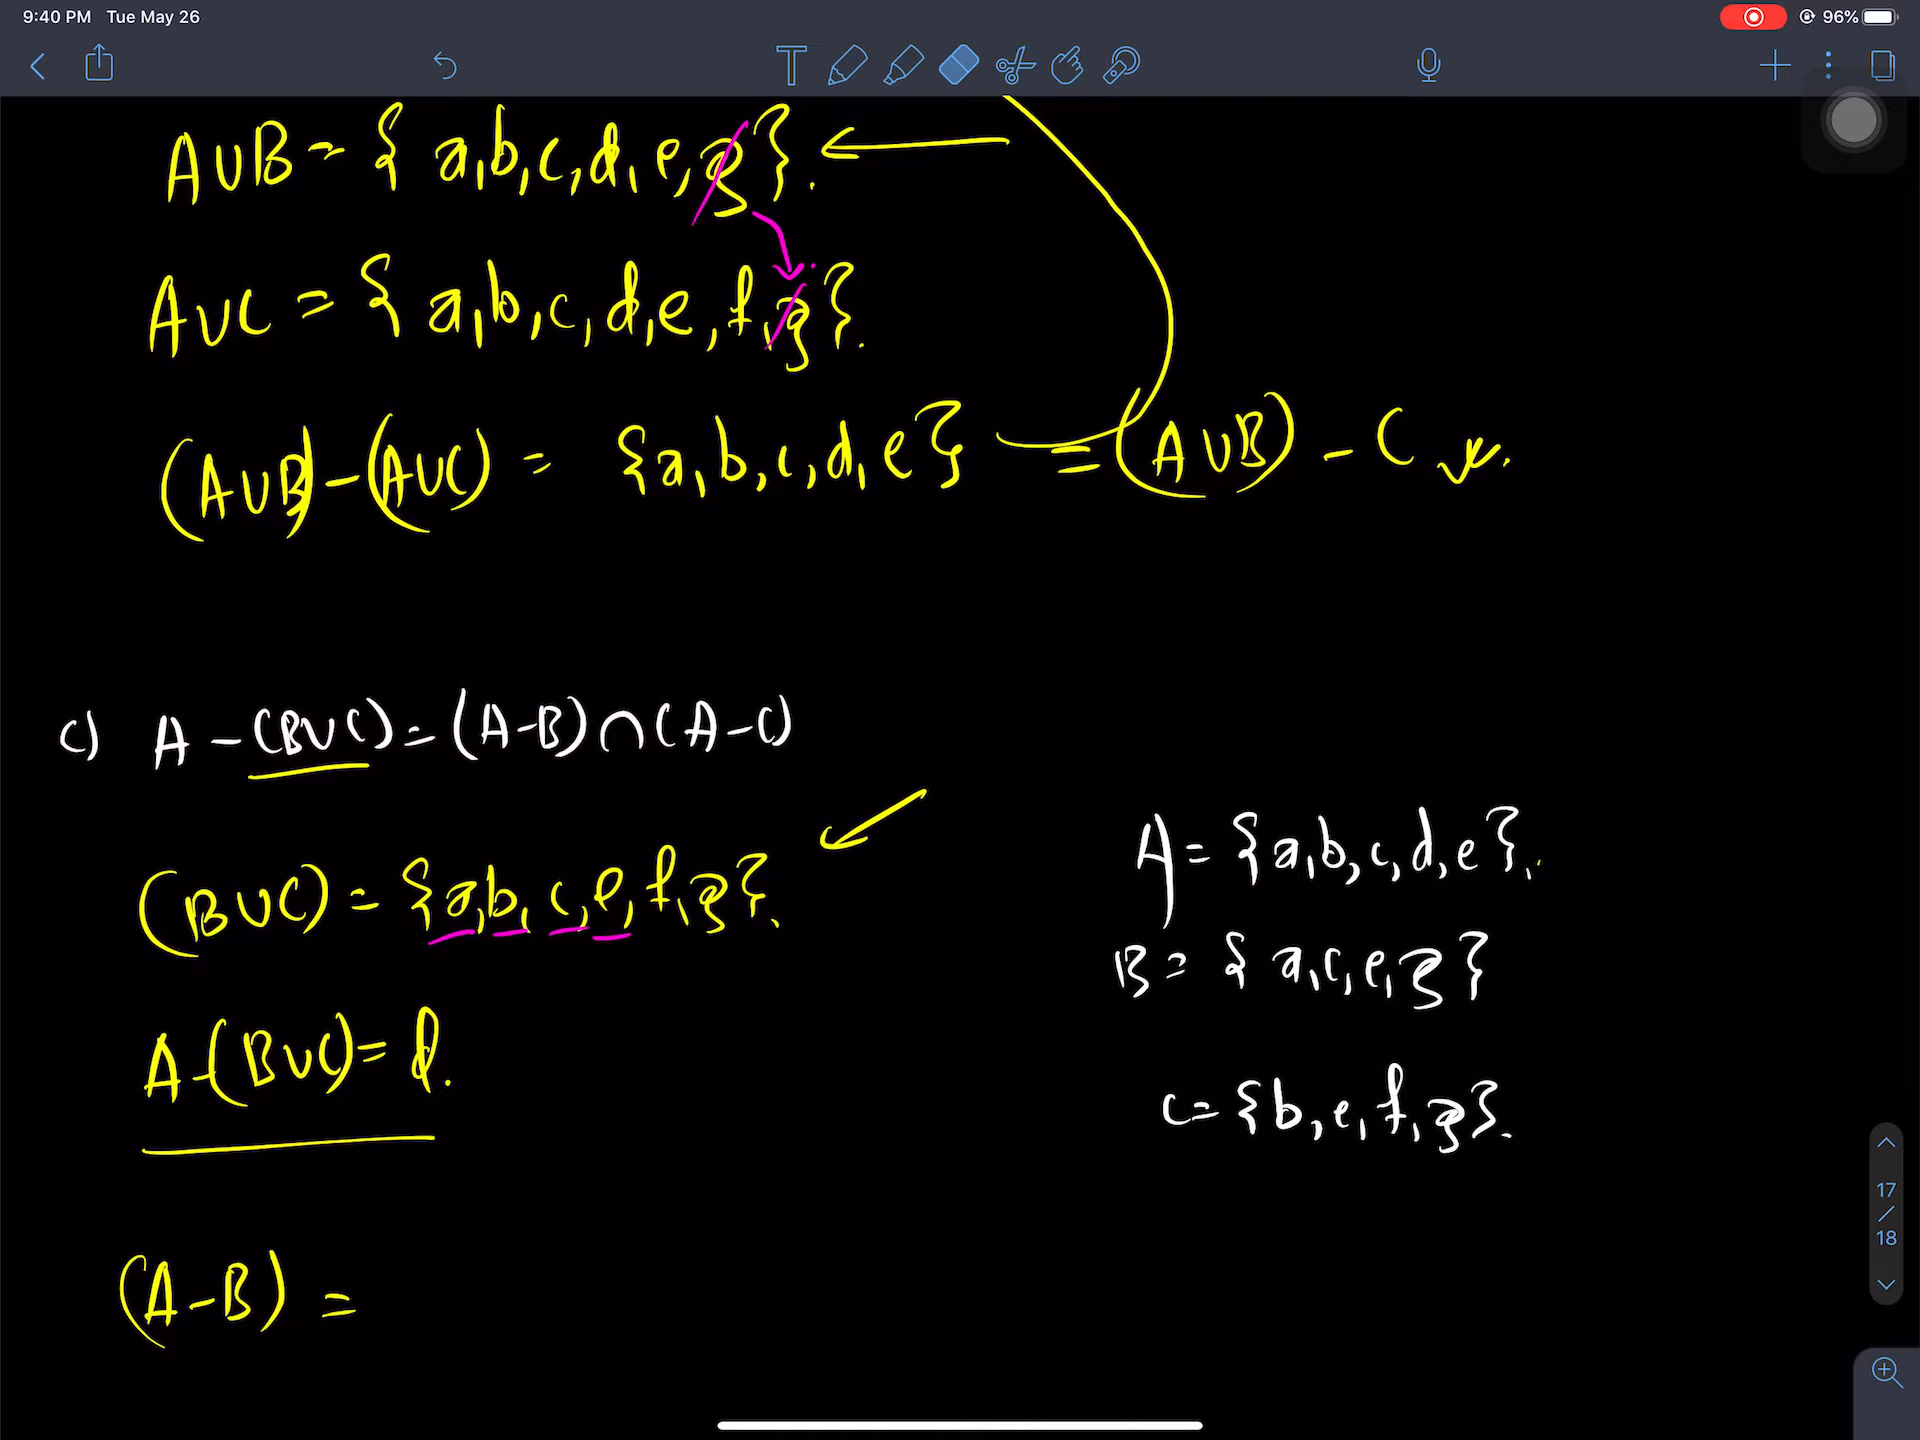 9:40 PM Tue May 26
96%
A∪B = { a, b, c, d, e, g }.
A∪C = { a, b, c, d, e, f, g }.
(A∪B) - (A∪C) = {a, b, c, d, e} = (A∪B) - C
c) A - (B∪C) = (A-B)∩(A-C)
(B∪C) = {a, b, c, e, f, g}.
A-(B∪C) = d.
(A-B) =
A = {a, b, c, d, e}.
B = { a, c, e, g }
C = {b, e, f, g}.
17
/
18